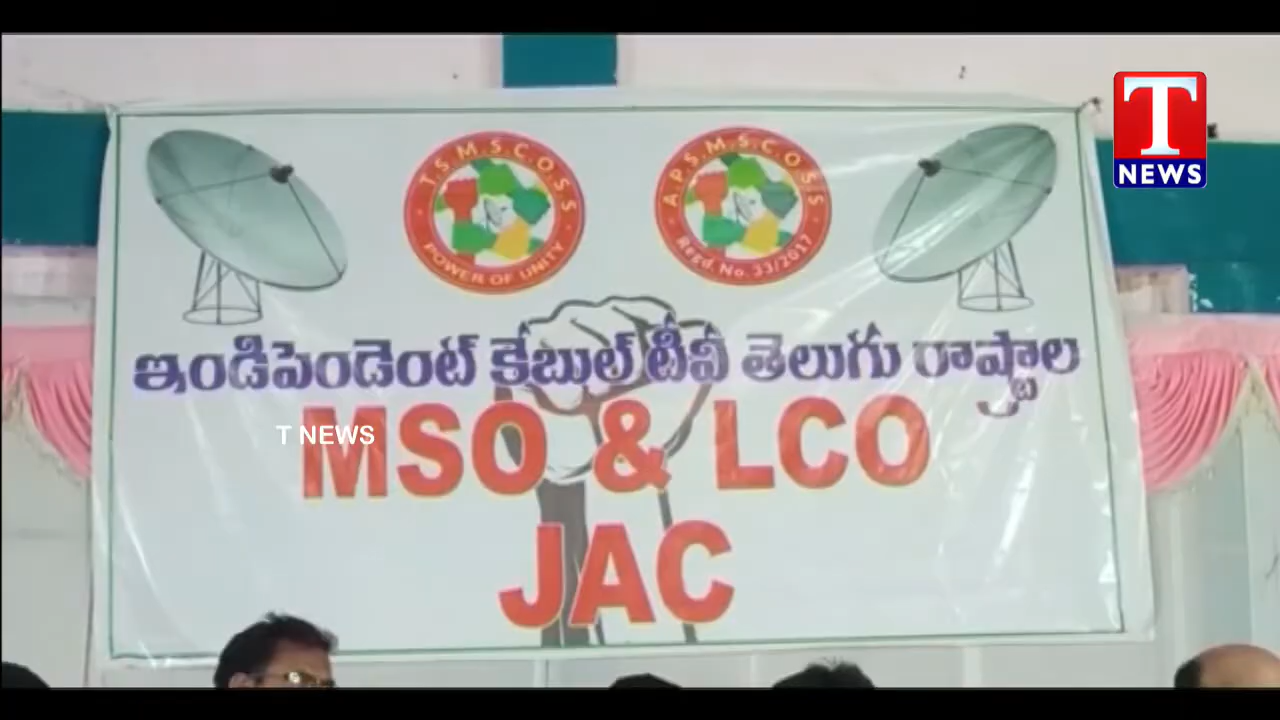 T
NEWS
T.S.M.S.C.O.S.S
POWER OF UNITY
A.P.S.M.S.C.O.S.S
Regd. No. 33/2017
ఇండిపెండెంట్ కేబుల్ టీవీ తెలుగు రాష్ట్రాల
MSO & LCO
T NEWS
JAC